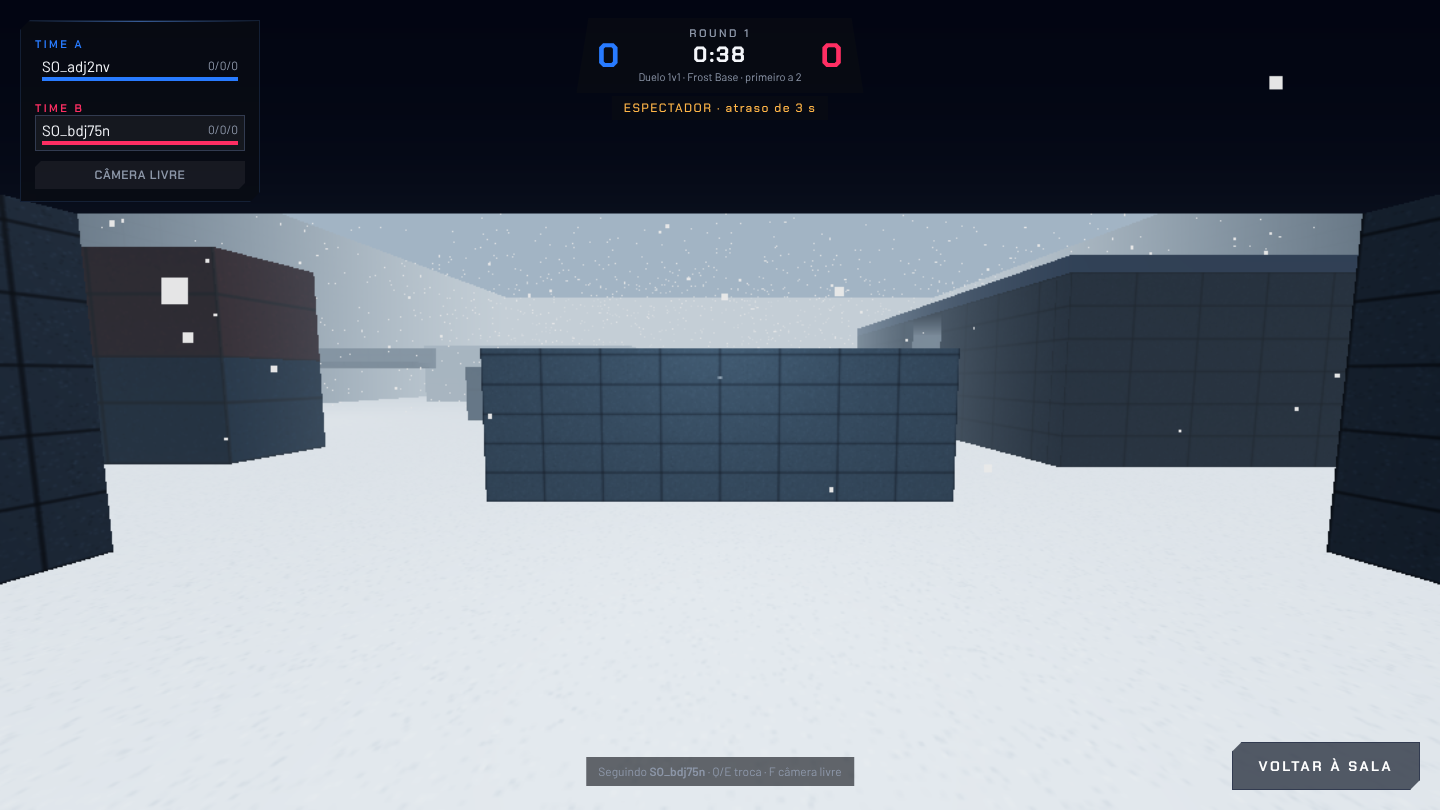 TIME A
SO_adj2nv 0/0/0
TIME B
SO_bdj75n 0/0/0
CÂMERA LIVRE
ROUND 1
0 0:38 0
Duelo 1v1 · Frost Base · primeiro a 2
ESPECTADOR · atraso de 3 s
Seguindo SO_bdj75n · Q/E troca · F câmera livre
VOLTAR À SALA